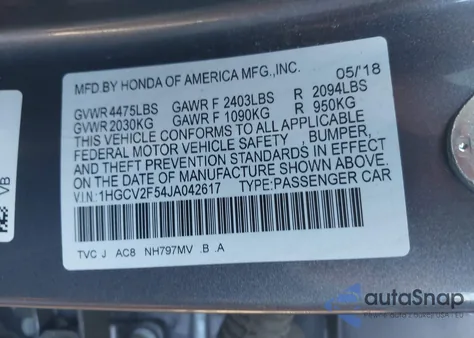 MFD.BY HONDA OF AMERICA MFG.,INC. 05/'18
GVWR 4475LBS GAWR F 2403LBS R 2094LBS
GVWR 2030KG GAWR F 1090KG R 950KG
THIS VEHICLE CONFORMS TO ALL APPLICABLE
FEDERAL MOTOR VEHICLE SAFETY , BUMPER,
AND THEFT PREVENTION STANDARDS IN EFFECT
ON THE DATE OF MANUFACTURE SHOWN ABOVE.
V.I.N:1HGCV2F54JA042617 TYPE:PASSENGER CAR
TVC J AC8 NH797MV .B .A
VB
autoSnap